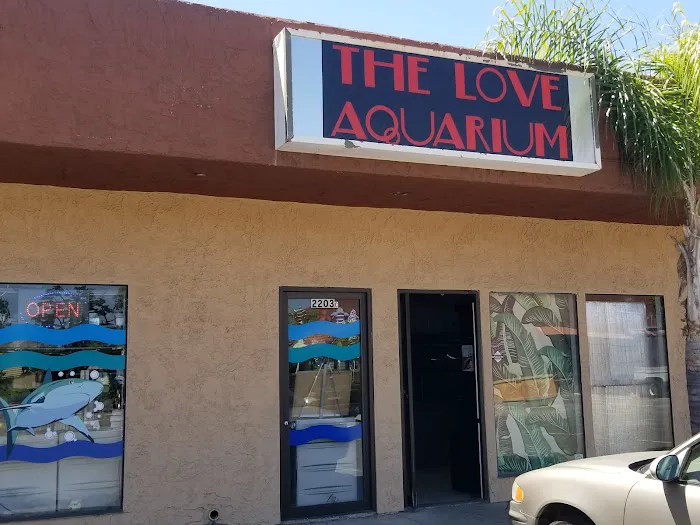 THE LOVE
AQUARIUM
OPEN
2203